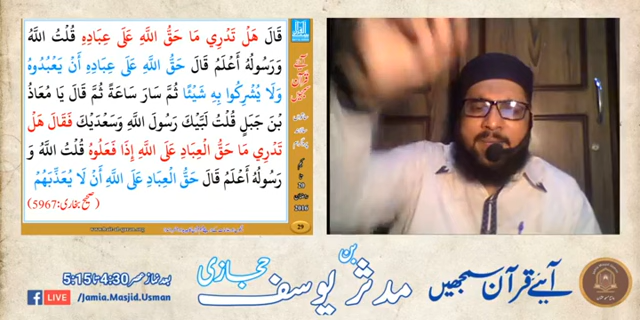 قَالَ هَلْ تَدْرِي مَا حَقُّ اللَّهِ عَلَى عِبَادِهِ قُلْتُ اللَّهُ
وَرَسُولُهُ أَعْلَمُ قَالَ حَقُّ اللَّهِ عَلَى عِبَادِهِ أَنْ يَعْبُدُوهُ
وَلَا يُشْرِكُوا بِهِ شَيْئًا ثُمَّ سَارَ سَاعَةً ثُمَّ قَالَ يَا مُعَاذُ
بْنَ جَبَلٍ قُلْتُ لَبَّيْكَ رَسُولَ اللَّهِ وَسَعْدَيْكَ فَقَالَ هَلْ
تَدْرِي مَا حَقُّ الْعِبَادِ عَلَى اللَّهِ إِذَا فَعَلُوهُ قُلْتُ اللَّهُ وَ
رَسُولُهُ أَعْلَمُ قَالَ حَقُّ الْعِبَادِ عَلَى اللَّهِ أَنْ لَا يُعَذِّبَهُمْ
(صحیح بخاری:5967)
29
آیئے قرآن سمجھیں
مدثر بن یوسف حجازی
بعد نماز عصر 4:30-5:15
LIVE /Jamia.Masjid.Usman